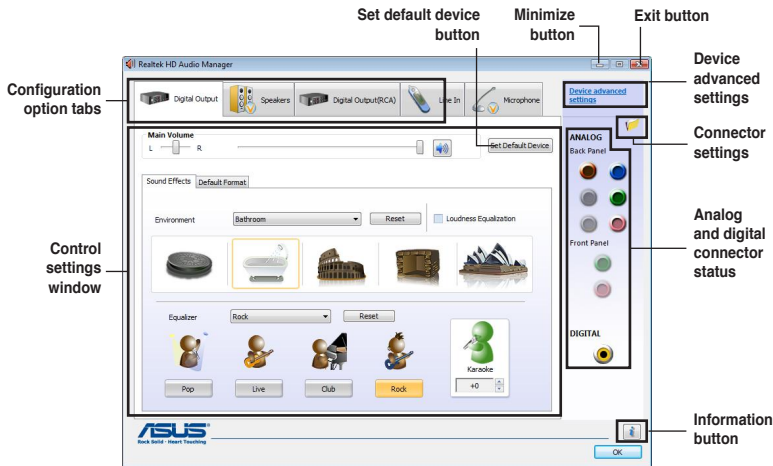 Set default device
button
Minimize
button
Exit button
Configuration
option tabs
Control
settings
window
Device
advanced
settings
Connector
settings
Analog
and digital
connector
status
Information
button
Realtek HD Audio Manager
Digital Output
Speakers
Digital Output(RCA)
Line In
Microphone
Device advanced
settings
Main Volume
L
R
Set Default Device
Sound Effects
Default Format
Environment
Bathroom
Reset
Loudness Equalization
Equalizer
Rock
Reset
Pop
Live
Club
Rock
Karaoke
+0
ANALOG
Back Panel
Front Panel
DIGITAL
ASUS
Rock Solid · Heart Touching
i
OK